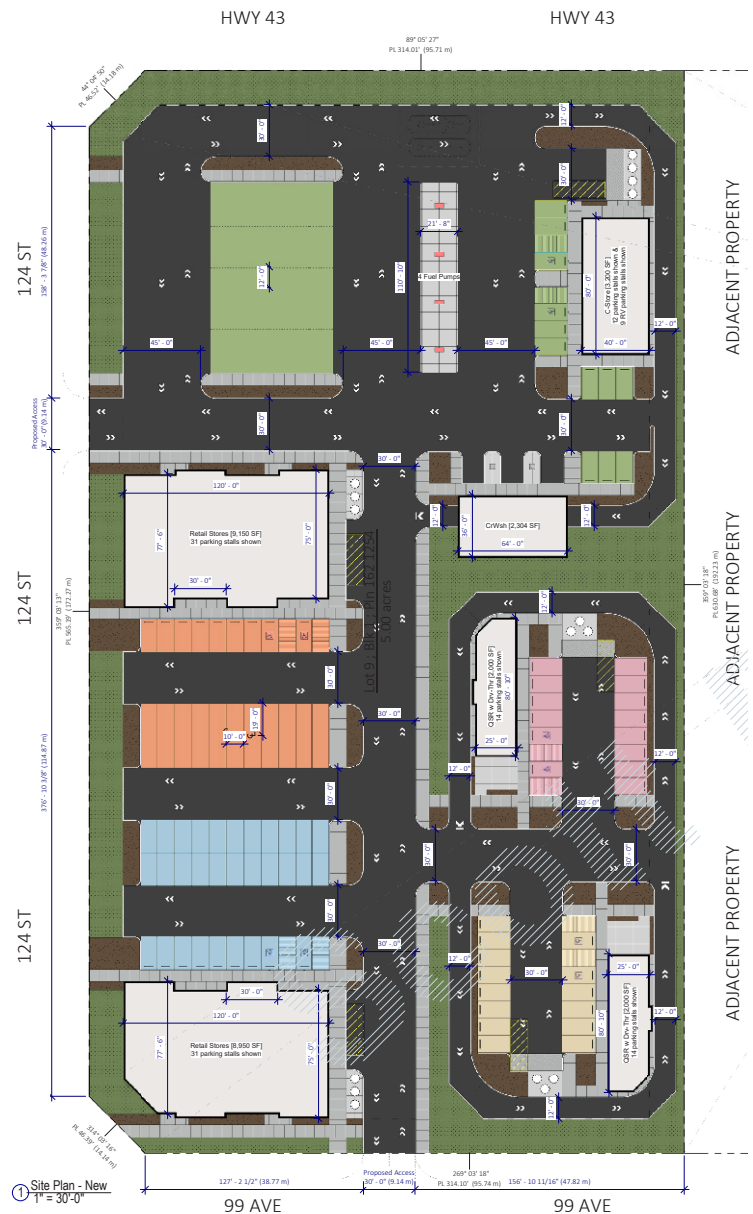 HWY 43
HWY 43
89° 05' 27"
PL 314.01' (95.71 m)
44° 04' 50"
PL 46.52' (14.18 m)
30' - 0"
12' - 0"
30' - 0"
124 ST
158' - 3 7/8" (48.26 m)
21' - 8"
110' - 10"
4 Fuel Pumps
12' - 0"
80' - 0"
C-Store [3,200 SF]
12 parking stalls shown &
9 RV parking stalls shown
12' - 0"
40' - 0"
45' - 0"
45' - 0"
45' - 0"
ADJACENT PROPERTY
Proposed Access
30' - 0" (9.14 m)
30' - 0"
30' - 0"
30' - 0"
120' - 0"
77' - 6"
75' - 0"
Retail Stores [9,150 SF]
31 parking stalls shown
30' - 0"
12' - 0"
36' - 0"
CrWsh [2,304 SF]
64' - 0"
12' - 0"
124 ST
359° 03' 13"
PL 565.19' (172.27 m)
Lot 9 ; Blk 1 ; Pln 162 1254
5.00 acres
359° 03' 18"
PL 630.68' (192.23 m)
ADJACENT PROPERTY
12' - 0"
QSR w Drv-Thr [2,000 SF]
14 parking stalls shown
80' - 10"
25' - 0"
30' - 0"
30' - 0"
19' - 0"
10' - 0"
12' - 0"
12' - 0"
30' - 0"
376' - 10 3/8" (114.87 m)
30' - 0"
30' - 0"
30' - 0"
30' - 0"
124 ST
ADJACENT PROPERTY
30' - 0"
12' - 0"
30' - 0"
25' - 0"
80' - 10"
QSR w Drv-Thr [2,000 SF]
14 parking stalls shown
12' - 0"
12' - 0"
30' - 0"
120' - 0"
77' - 6"
75' - 0"
Retail Stores [8,950 SF]
31 parking stalls shown
314° 03' 16"
PL 46.39' (14.14 m)
1
Site Plan - New
1" = 30'-0"
127' - 2 1/2" (38.77 m)
Proposed Access
30' - 0" (9.14 m)
269° 03' 18"
PL 314.10' (95.74 m)
156' - 10 11/16" (47.82 m)
99 AVE
99 AVE